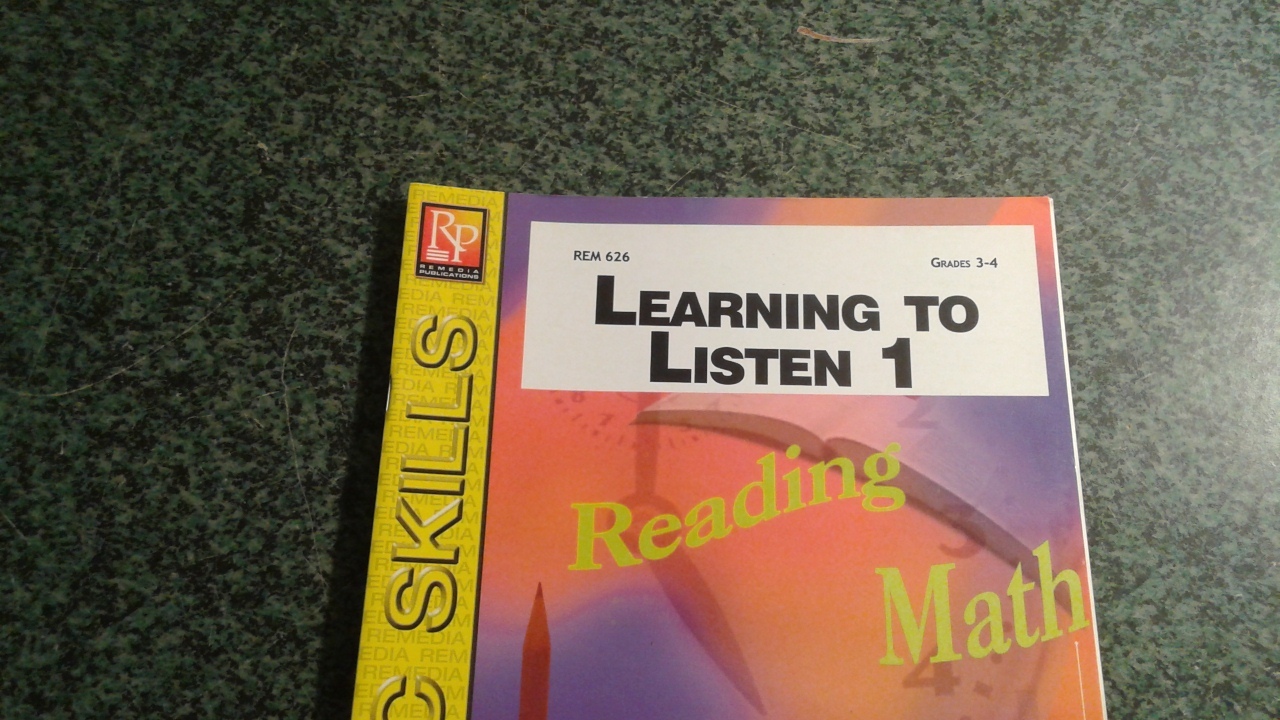 RP
REMEDIA
PUBLICATIONS
REM 626
GRADES 3-4
LEARNING TO
LISTEN 1
Reading
Math
C SKILLS